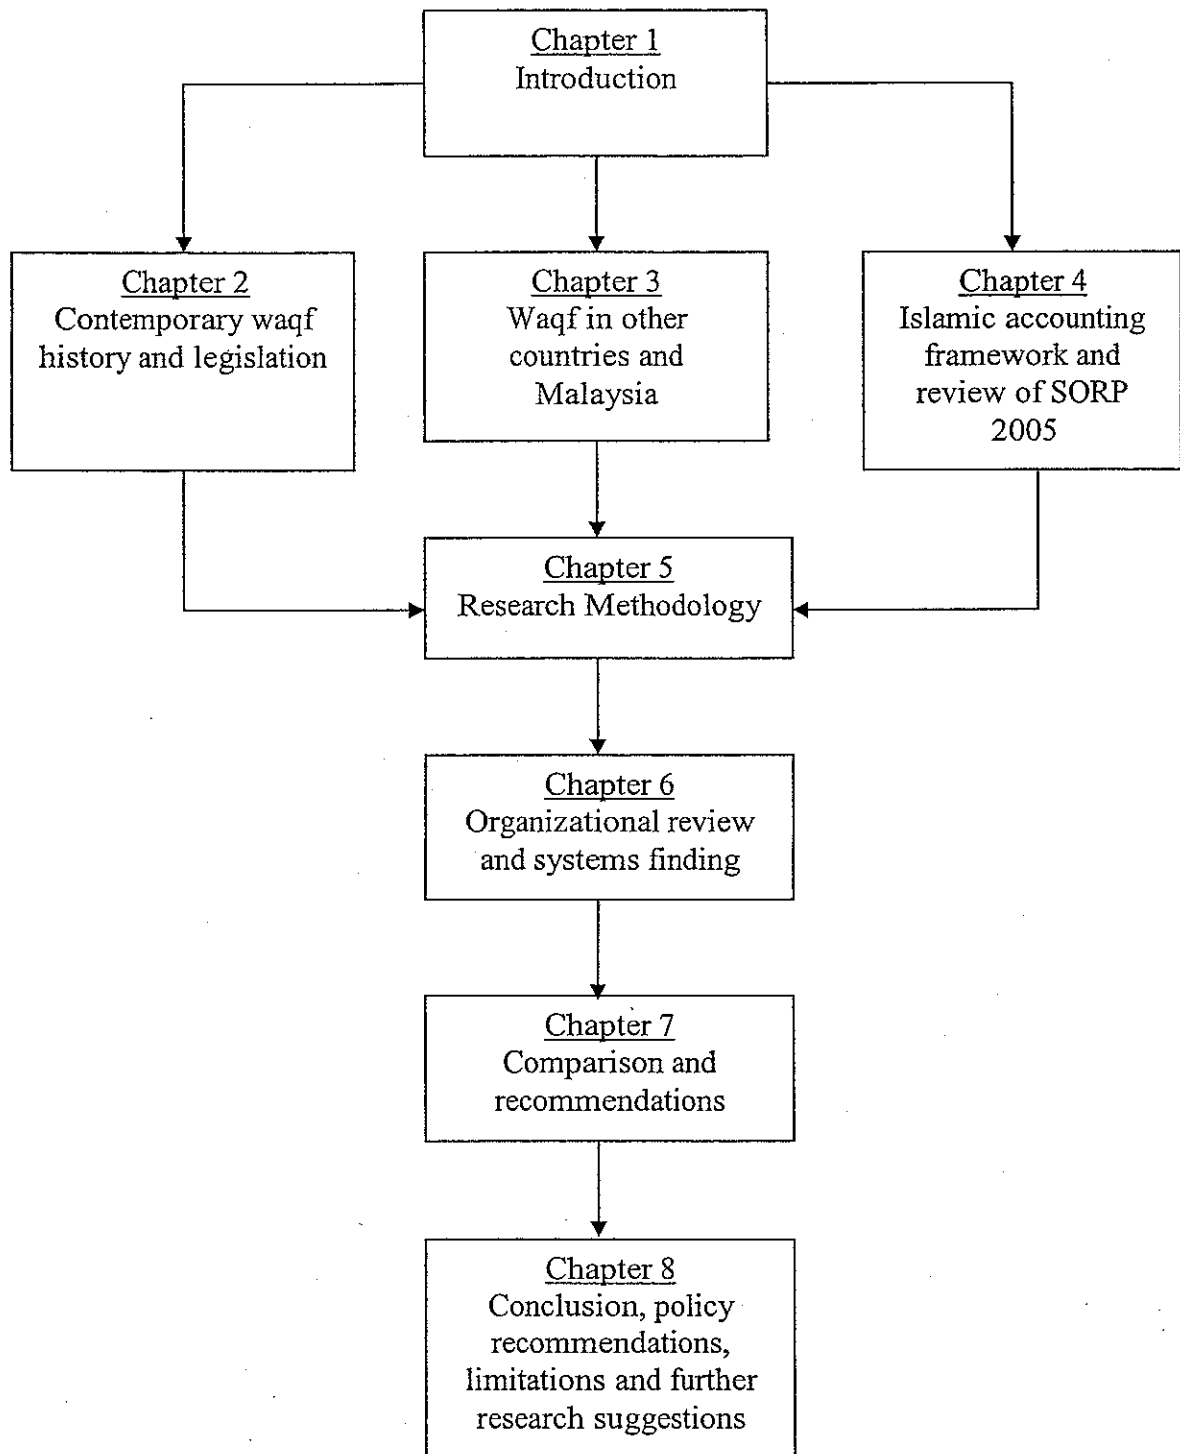 Chapter 1
Introduction
Chapter 2
Contemporary waqf
history and legislation
Chapter 3
Waqf in other
countries and
Malaysia
Chapter 4
Islamic accounting
framework and
review of SORP
2005
Chapter 5
Research Methodology
Chapter 6
Organizational review
and systems finding
Chapter 7
Comparison and
recommendations
Chapter 8
Conclusion, policy
recommendations,
limitations and further
research suggestions